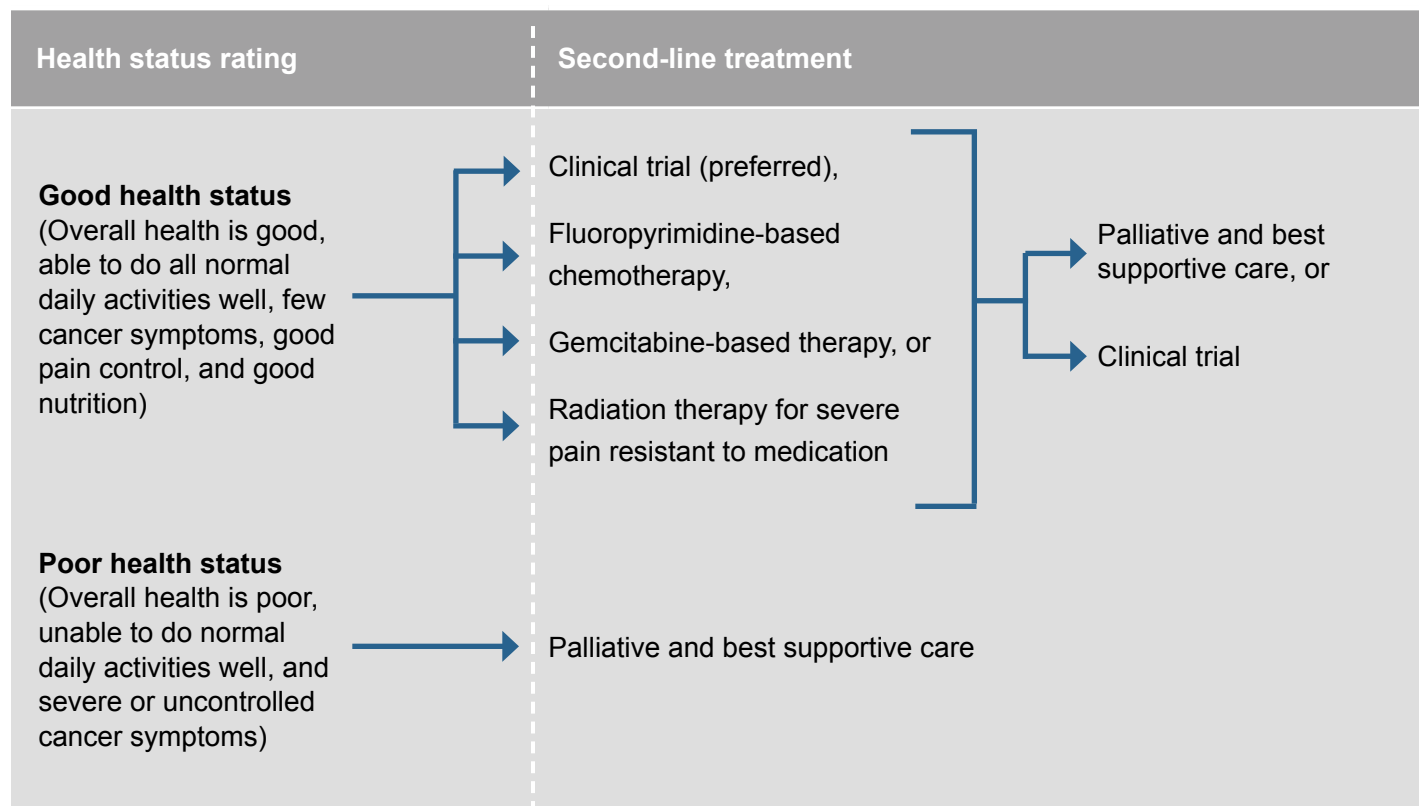 Health status rating
Second-line treatment
Good health status
(Overall health is good,
able to do all normal
daily activities well, few
cancer symptoms, good
pain control, and good
nutrition)
Clinical trial (preferred),
Fluoropyrimidine-based
chemotherapy,
Gemcitabine-based therapy, or
Radiation therapy for severe
pain resistant to medication
Palliative and best
supportive care, or
Clinical trial
Poor health status
(Overall health is poor,
unable to do normal
daily activities well, and
severe or uncontrolled
cancer symptoms)
Palliative and best supportive care